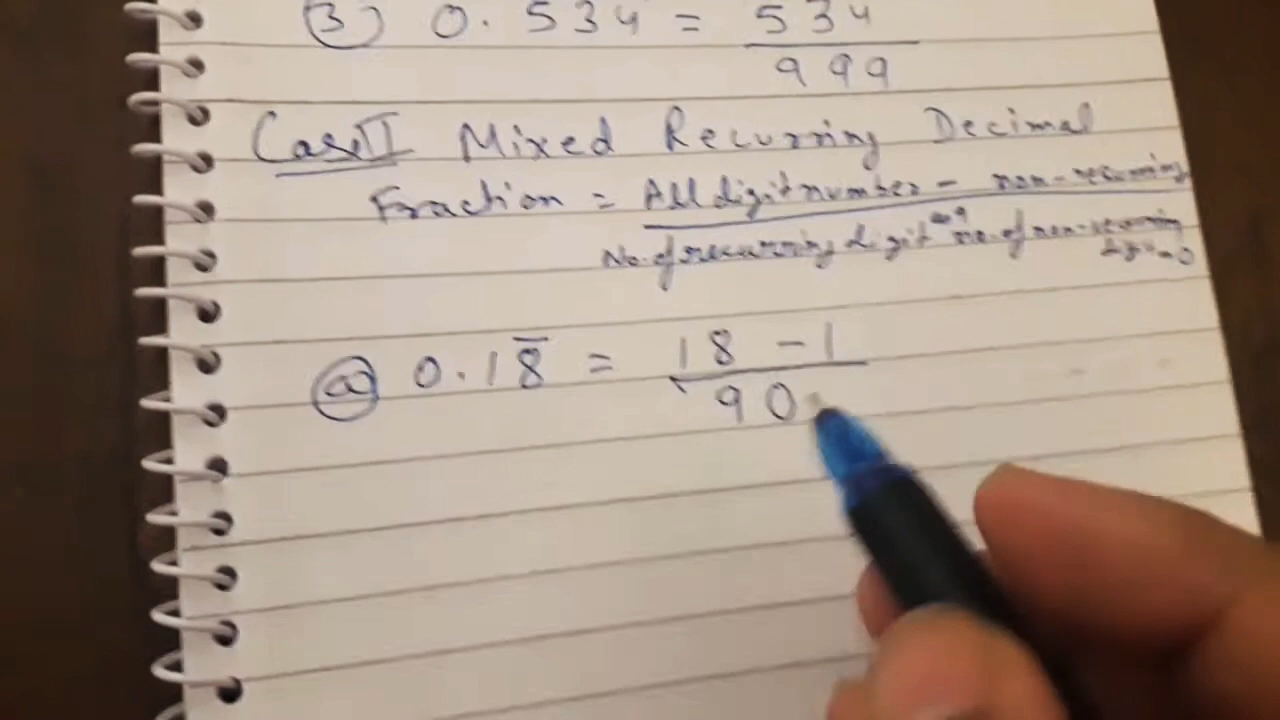 (3) 0.534 = 534
999
Case II Mixed Recurring Decimal
Fraction = All digit number - non-recurring
No. of recurring digit = 9 no. of non-recurring
digit = 0
(a) 0.18̅ = 18 - 1
90